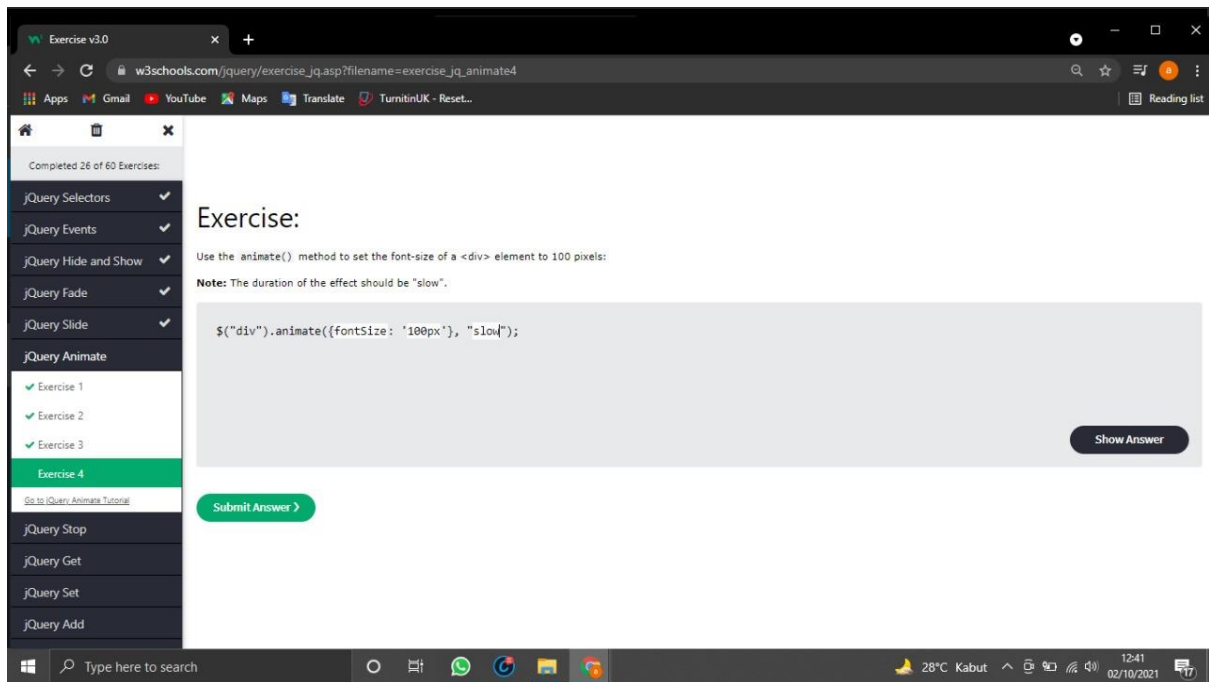 Exercise v3.0
w3schools.com/jquery/exercise_jq.asp?filename=exercise_jq_animate4
a
Apps Gmail YouTube Maps Translate TurnitinUK - Reset... Reading list
Completed 26 of 60 Exercises:
jQuery Selectors
jQuery Events
jQuery Hide and Show
jQuery Fade
jQuery Slide
jQuery Animate
Exercise 1
Exercise 2
Exercise 3
Exercise 4
Go to jQuery Animate Tutorial
jQuery Stop
jQuery Get
jQuery Set
jQuery Add
Exercise:
Use the animate() method to set the font-size of a <div> element to 100 pixels:
Note: The duration of the effect should be "slow".
$("div").animate({fontSize: '100px'}, "slow");
Show Answer
Submit Answer ❯
Type here to search
28°C Kabut
12:41
02/10/2021
17